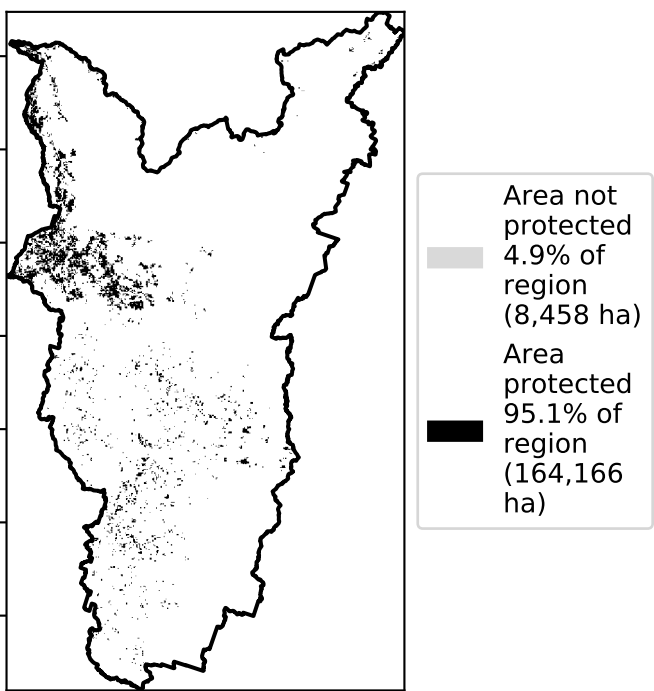 Area not
protected
4.9% of
region
(8,458 ha)
Area
protected
95.1% of
region
(164,166
ha)